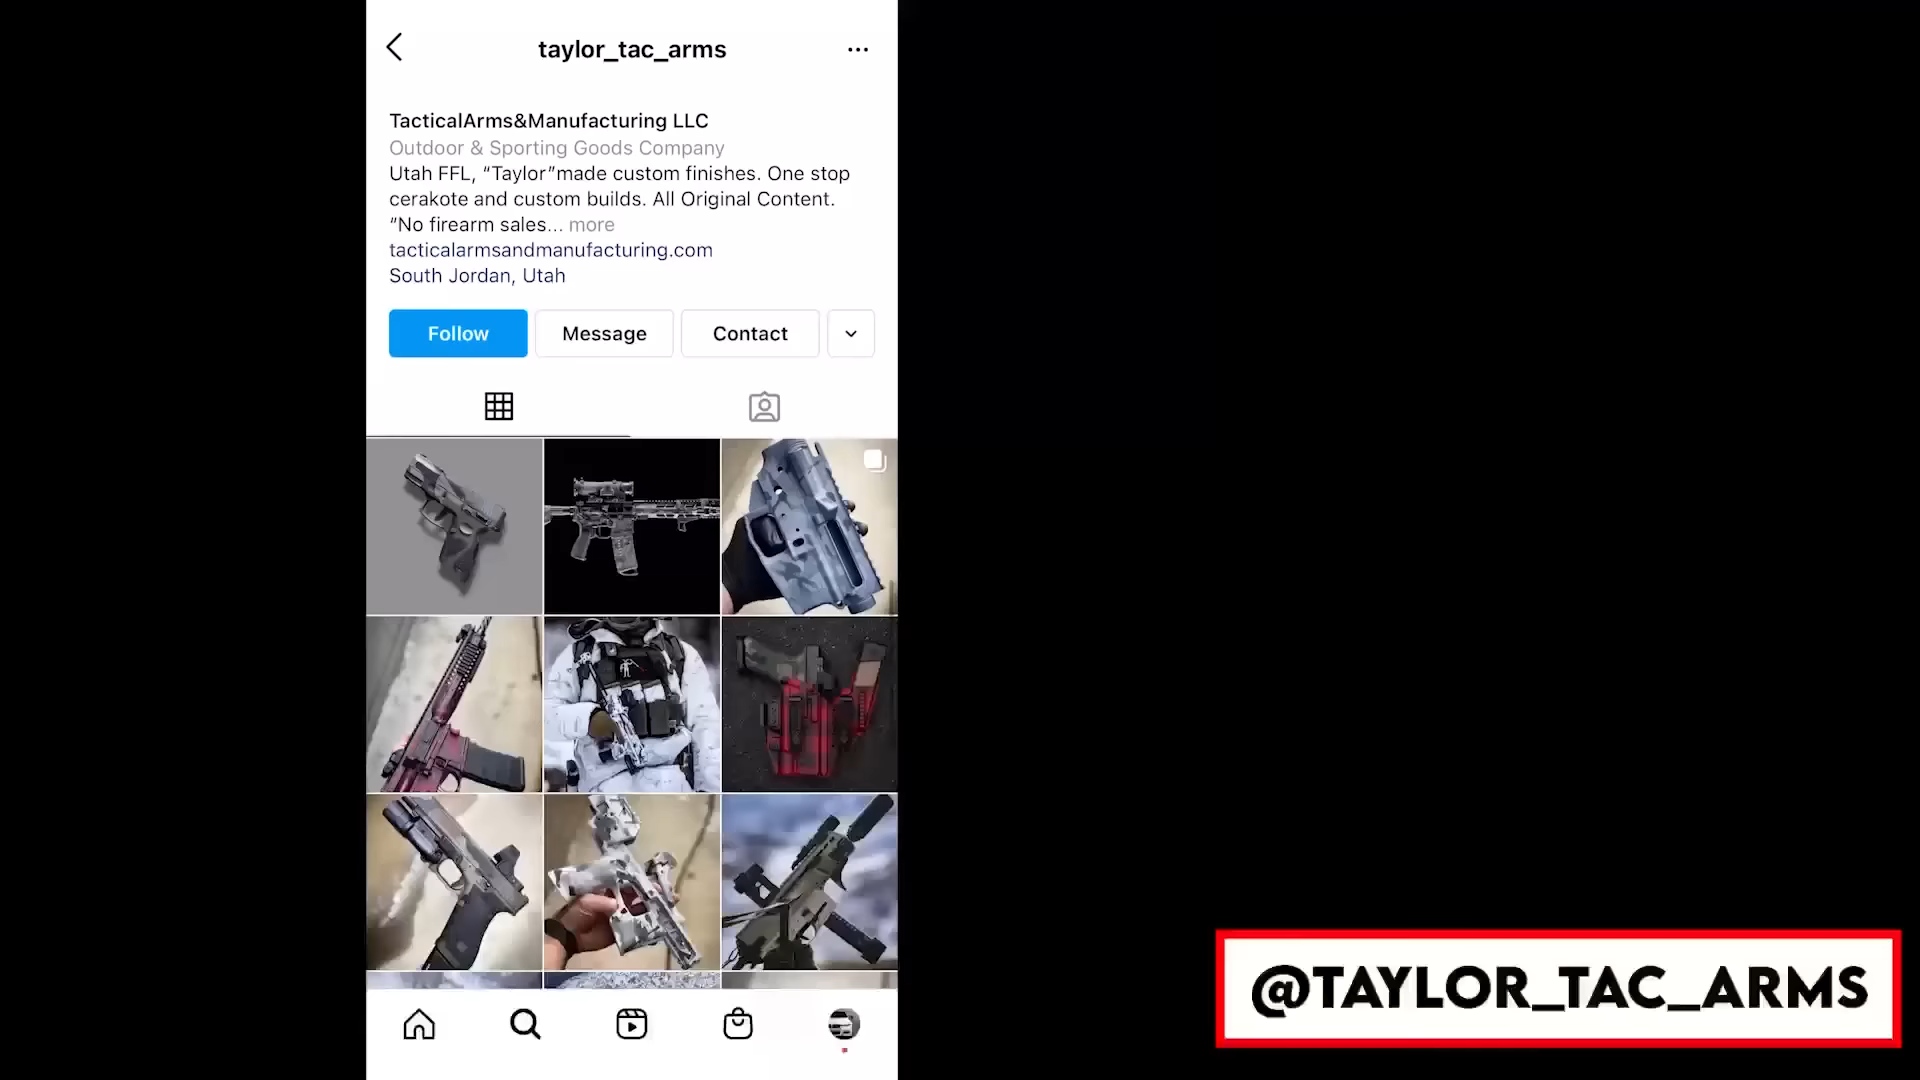 taylor_tac_arms
TacticalArms&Manufacturing LLC
Outdoor & Sporting Goods Company
Utah FFL, “Taylor”made custom finishes. One stop
cerakote and custom builds. All Original Content.
“No firearm sales... more
tacticalarmsandmanufacturing.com
South Jordan, Utah
Follow
Message
Contact
@TAYLOR_TAC_ARMS